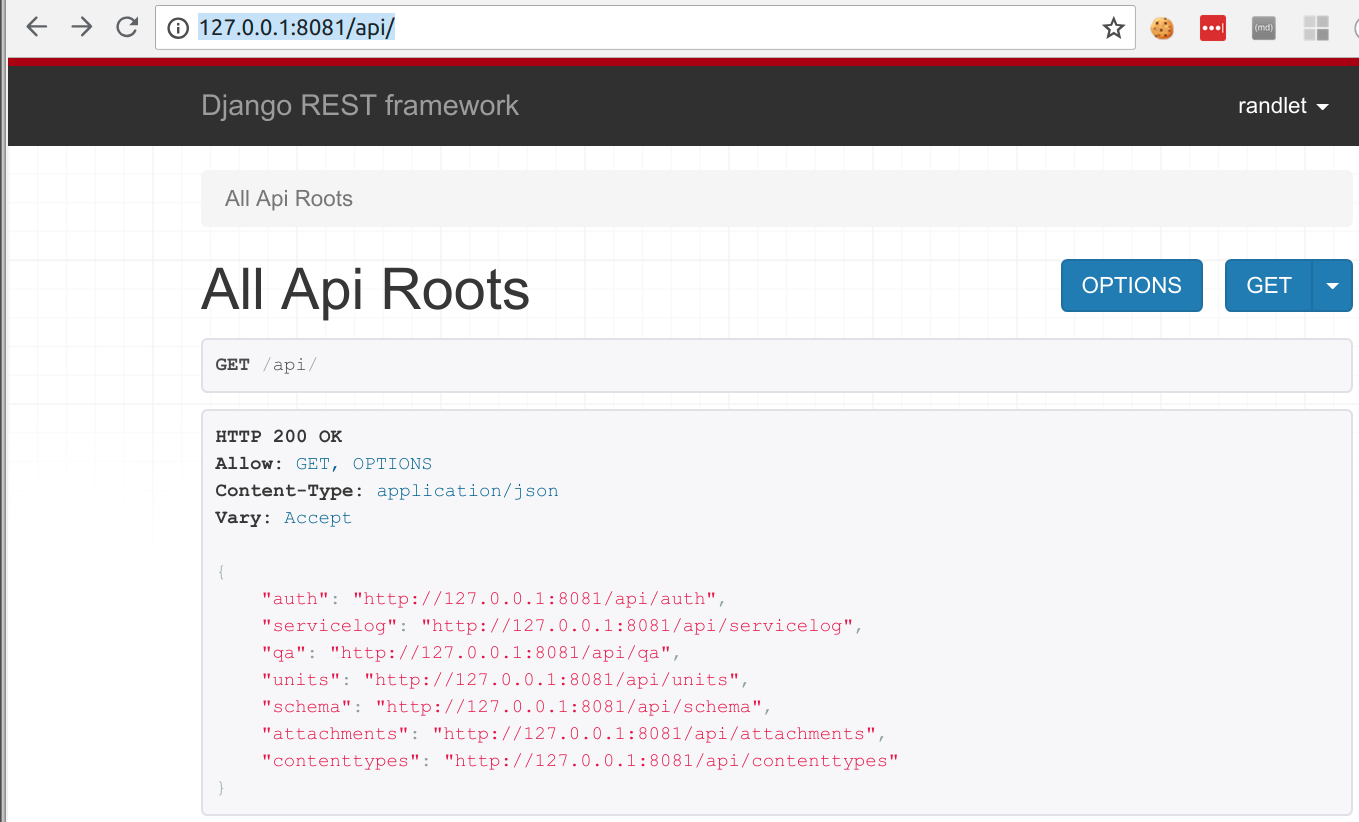 127.0.0.1:8081/api/
(md)
Django REST framework
randlet
All Api Roots
All Api Roots
OPTIONS
GET
GET /api/
HTTP 200 OK
Allow: GET, OPTIONS
Content-Type: application/json
Vary: Accept
{
    "auth": "http://127.0.0.1:8081/api/auth",
    "servicelog": "http://127.0.0.1:8081/api/servicelog",
    "qa": "http://127.0.0.1:8081/api/qa",
    "units": "http://127.0.0.1:8081/api/units",
    "schema": "http://127.0.0.1:8081/api/schema",
    "attachments": "http://127.0.0.1:8081/api/attachments",
    "contenttypes": "http://127.0.0.1:8081/api/contenttypes"
}